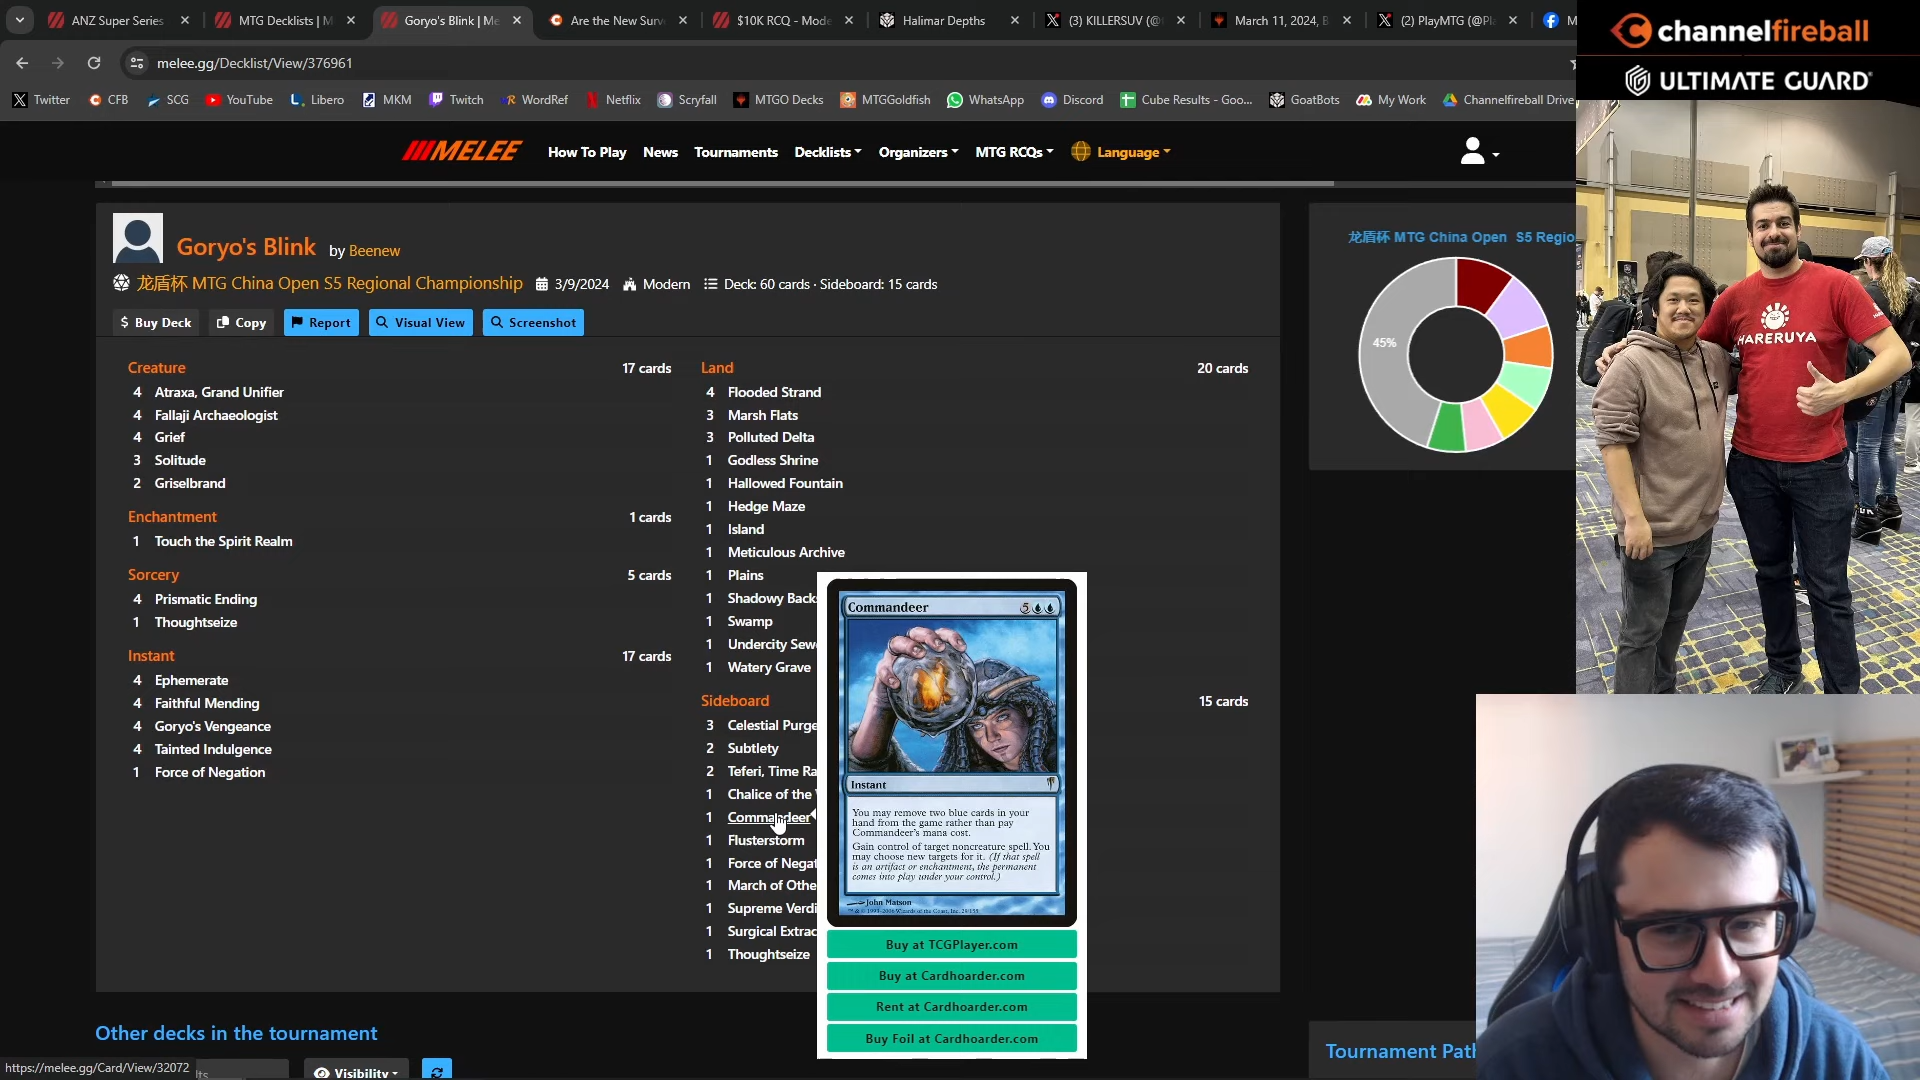 ANZ Super Series
MTG Decklists | M
Goryo's Blink | Me
Are the New Surv
$10K RCQ - Mode
Halimar Depths
(3) KILLERSUV (@
March 11, 2024, B
(2) PlayMTG (@Pl
M
melee.gg/Decklist/View/376961
Twitter
CFB
SCG
YouTube
Libero
MKM
Twitch
WordRef
Netflix
Scryfall
MTGO Decks
MTGGoldfish
WhatsApp
Discord
Cube Results - Goo...
GoatBots
My Work
Channelfireball Drive
channelfireball
ULTIMATE GUARD
MELEE
How To Play
News
Tournaments
Decklists
Organizers
MTG RCQs
Language
Goryo's Blink by Beenew
龙盾杯 MTG China Open S5 Regional Championship 3/9/2024 Modern Deck: 60 cards · Sideboard: 15 cards
$ Buy Deck
Copy
Report
Visual View
Screenshot
Creature 17 cards
4 Atraxa, Grand Unifier
4 Fallaji Archaeologist
4 Grief
3 Solitude
2 Griselbrand
Enchantment 1 cards
1 Touch the Spirit Realm
Sorcery 5 cards
4 Prismatic Ending
1 Thoughtseize
Instant 17 cards
4 Ephemerate
4 Faithful Mending
4 Goryo's Vengeance
4 Tainted Indulgence
1 Force of Negation
Land 20 cards
4 Flooded Strand
3 Marsh Flats
3 Polluted Delta
1 Godless Shrine
1 Hallowed Fountain
1 Hedge Maze
1 Island
1 Meticulous Archive
1 Plains
1 Shadowy Back
1 Swamp
1 Undercity Sew
1 Watery Grave
Sideboard 15 cards
3 Celestial Purge
2 Subtlety
2 Teferi, Time Ra
1 Chalice of the
1 Commandeer
1 Flusterstorm
1 Force of Negat
1 March of Othe
1 Supreme Verdi
1 Surgical Extrac
1 Thoughtseize
Commandeer 5
Instant
You may remove two blue cards in your
hand from the game rather than pay
Commandeer's mana cost.
Gain control of target noncreature spell. You
may choose new targets for it. (If that spell
is an artifact or enchantment, the permanent
comes into play under your control.)
John Matson
™ & © 1993-2006 Wizards of the Coast, Inc. 29/155
Buy at TCGPlayer.com
Buy at Cardhoarder.com
Rent at Cardhoarder.com
Buy Foil at Cardhoarder.com
龙盾杯 MTG China Open S5 Regio
45%
HARERUYA
Other decks in the tournament
Tournament Pat
https://melee.gg/Card/View/32072
lts
Visibility